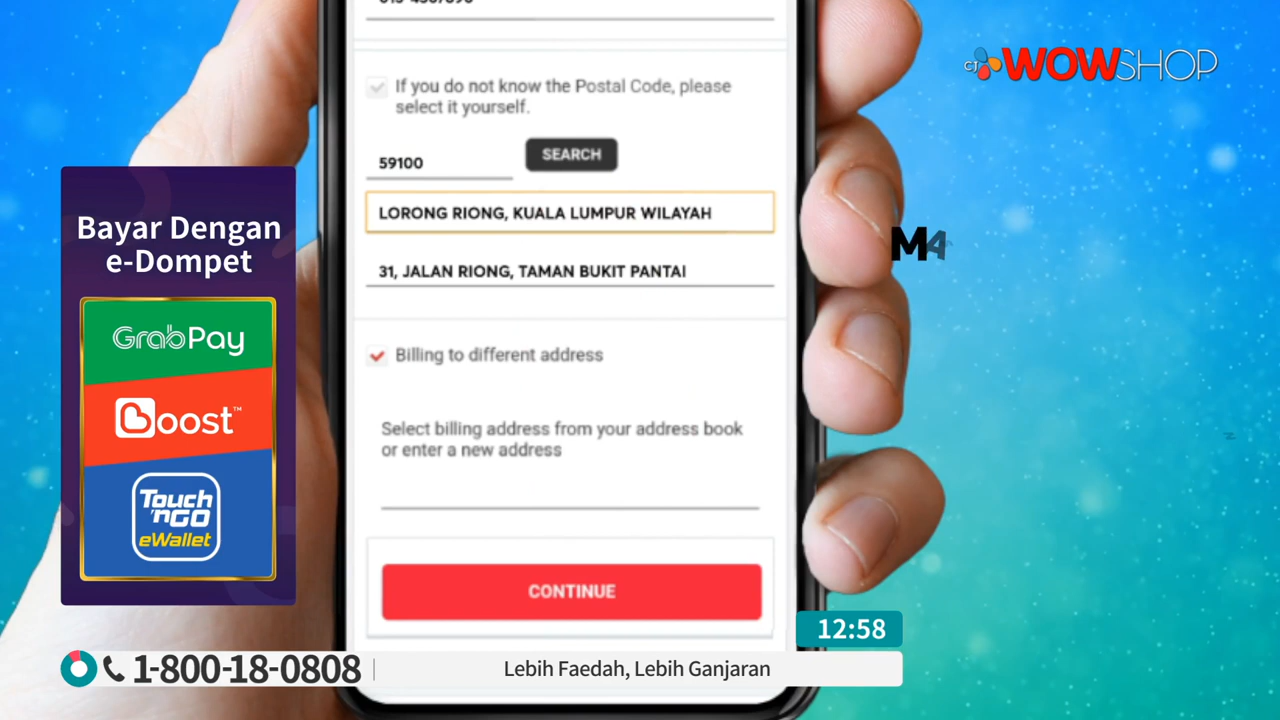 CJ WOWSHOP
If you do not know the Postal Code, please
select it yourself.
59100
SEARCH
LORONG RIONG, KUALA LUMPUR WILAYAH
31, JALAN RIONG, TAMAN BUKIT PANTAI
Billing to different address
Select billing address from your address book
or enter a new address
CONTINUE
Bayar Dengan
e-Dompet
GrabPay
Boost™
Touch
'nGO
eWallet
MA
12:58
1-800-18-0808
Lebih Faedah, Lebih Ganjaran